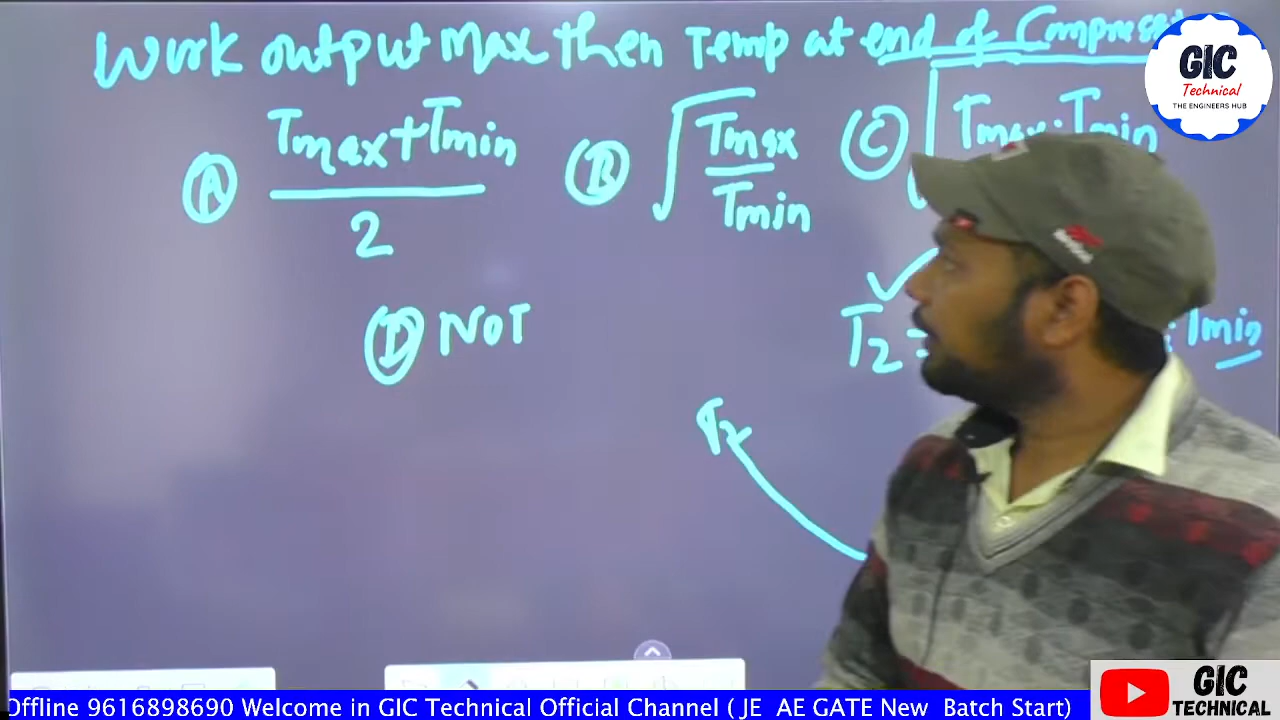 Work output Max then Temp at end of
Tmax+Tmin
Ⓐ
2
Ⓑ √Tmax
Tmin
Ⓒ √Tmax·Tmin
Ⓓ NOT
T2 = Tmin
T2
GIC
Technical
THE ENGINEERS HUB
Offline 9616898690 Welcome in GIC Technical Official Channel ( JE AE GATE New Batch Start)
GIC
TECHNICAL